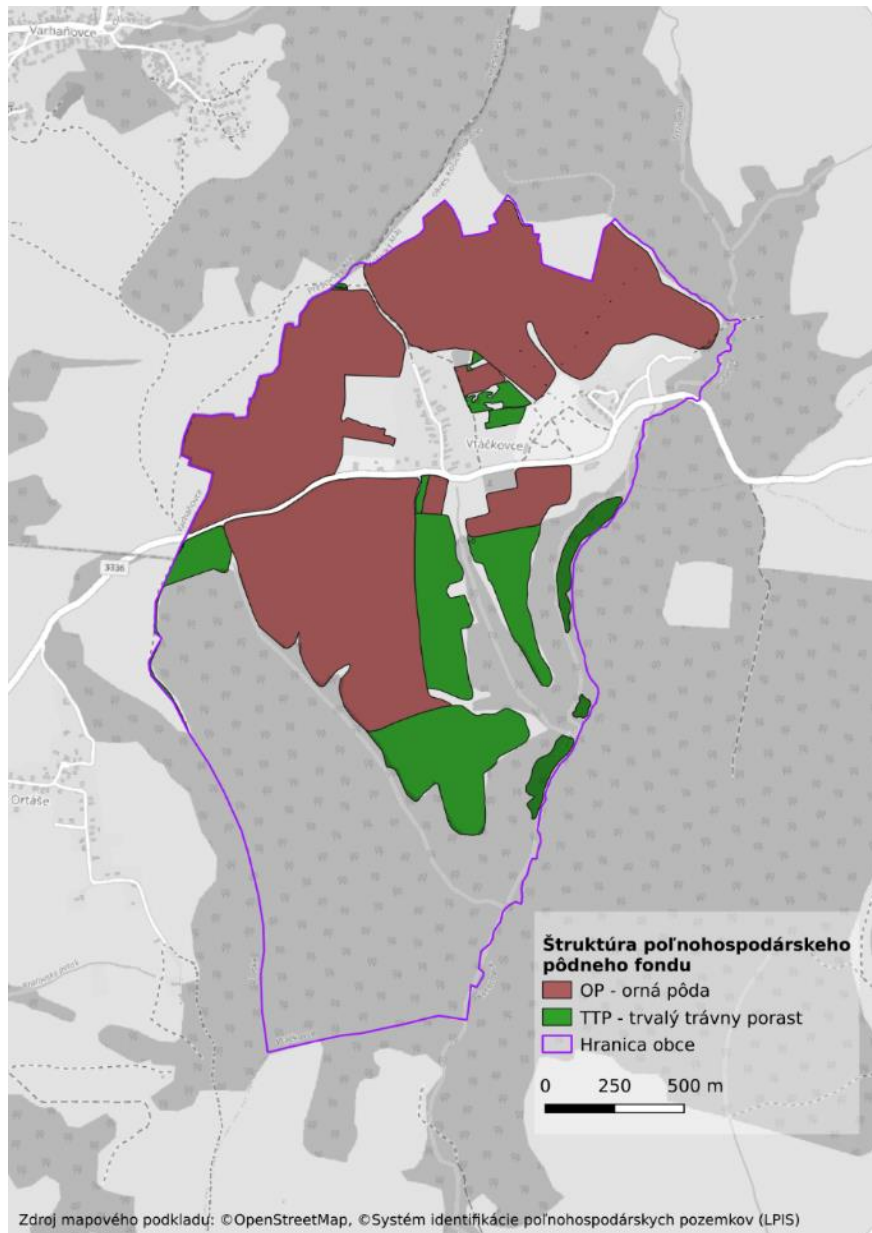 Varhaňovce
Vtáčkovce
3336
Ortáše
Štruktúra poľnohospodárskeho
pôdneho fondu
OP - orná pôda
TTP - trvalý trávny porast
Hranica obce
0 250 500 m
Zdroj mapového podkladu: ©OpenStreetMap, ©Systém identifikácie poľnohospodárskych pozemkov (LPIS)